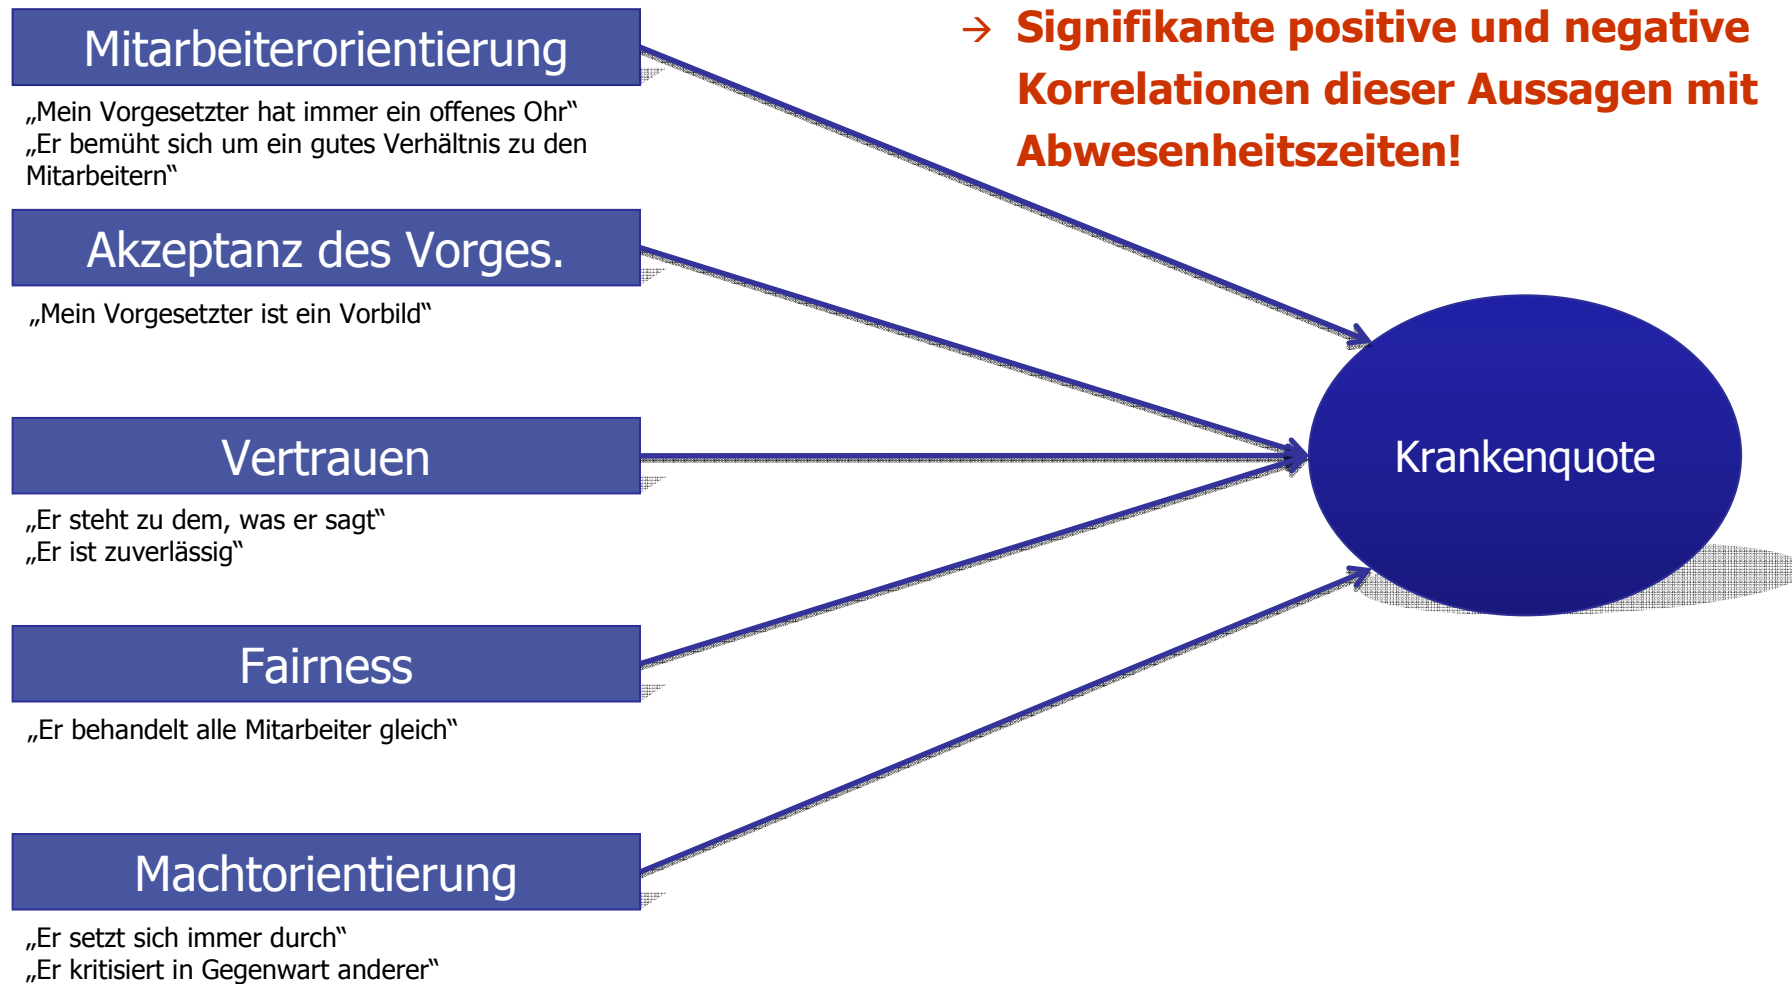 Mitarbeiterorientierung
„Mein Vorgesetzter hat immer ein offenes Ohr“
„Er bemüht sich um ein gutes Verhältnis zu den
Mitarbeitern“
→ Signifikante positive und negative
Korrelationen dieser Aussagen mit
Abwesenheitszeiten!
Akzeptanz des Vorges.
„Mein Vorgesetzter ist ein Vorbild“
Vertrauen
„Er steht zu dem, was er sagt“
„Er ist zuverlässig“
Krankenquote
Fairness
„Er behandelt alle Mitarbeiter gleich“
Machtorientierung
„Er setzt sich immer durch“
„Er kritisiert in Gegenwart anderer“